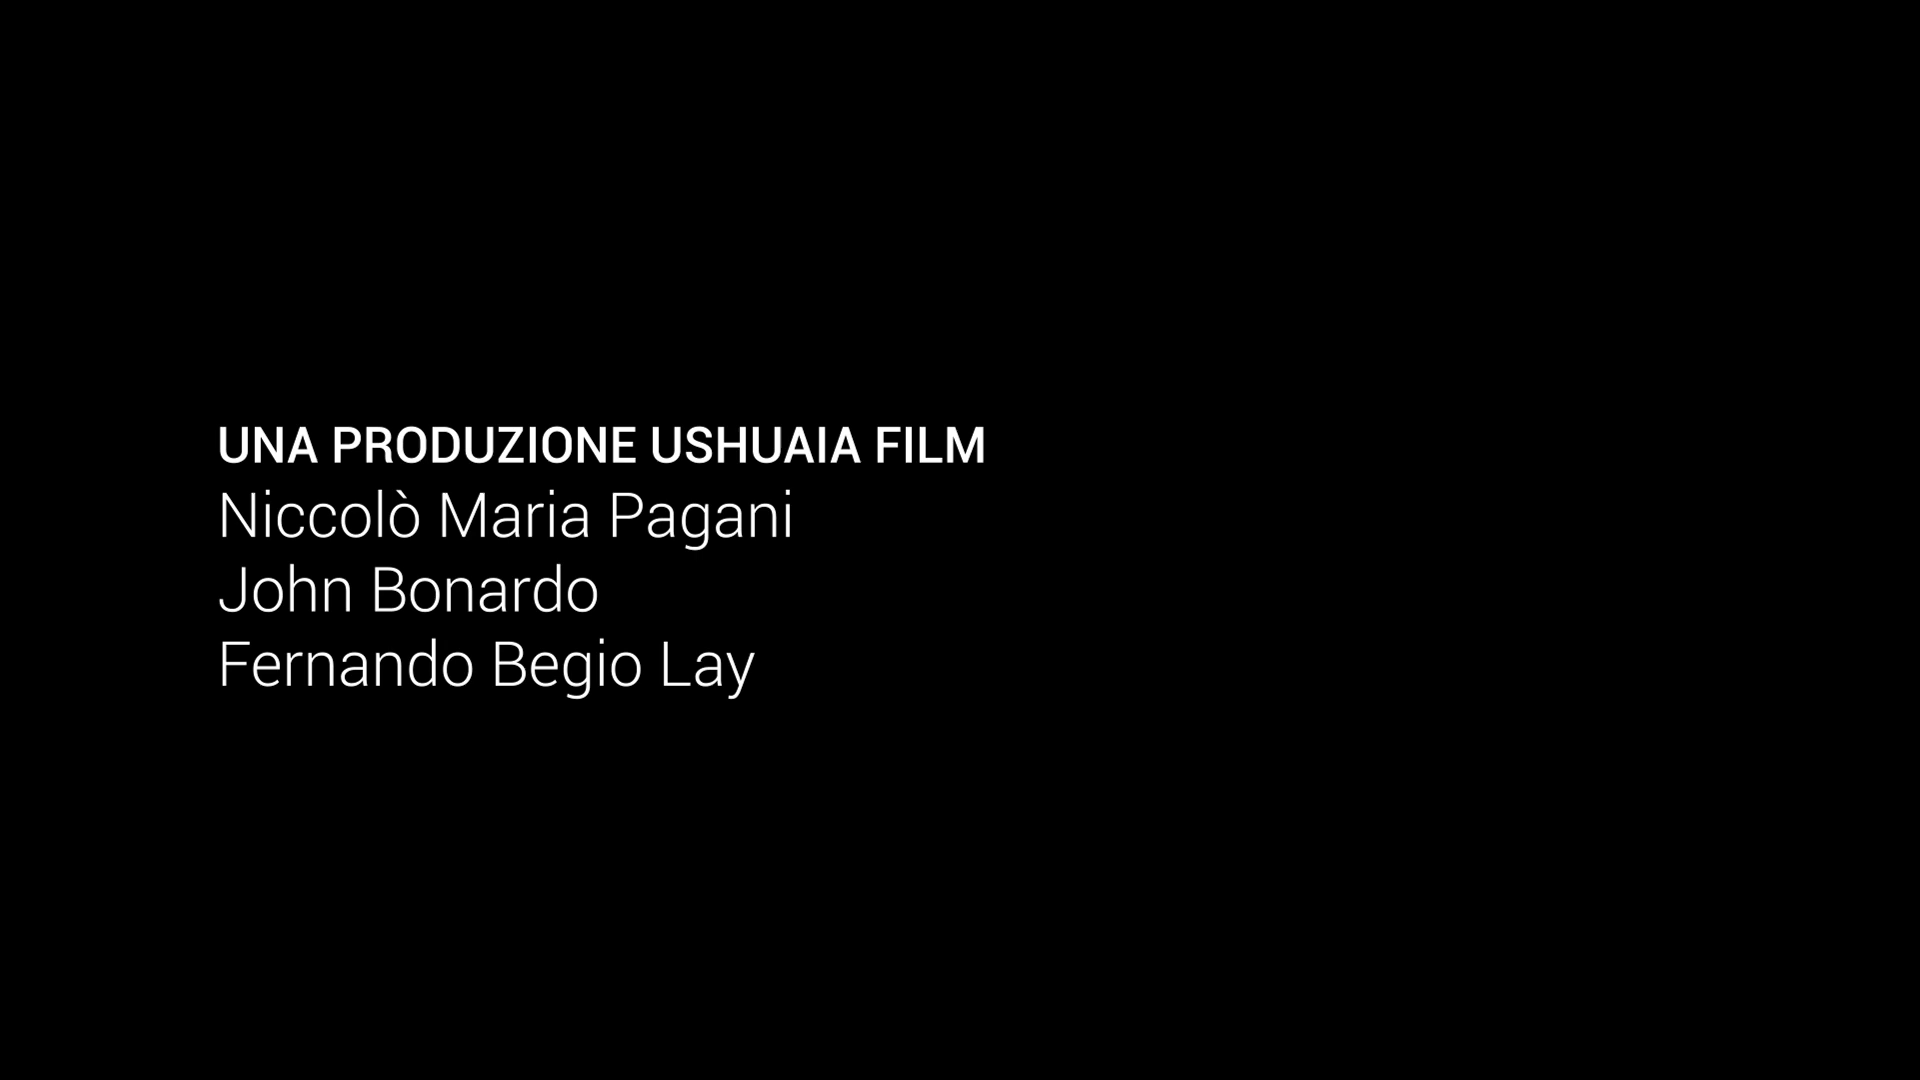 UNA PRODUZIONE USHUAIA FILM
Niccolò Maria Pagani
John Bonardo
Fernando Begio Lay